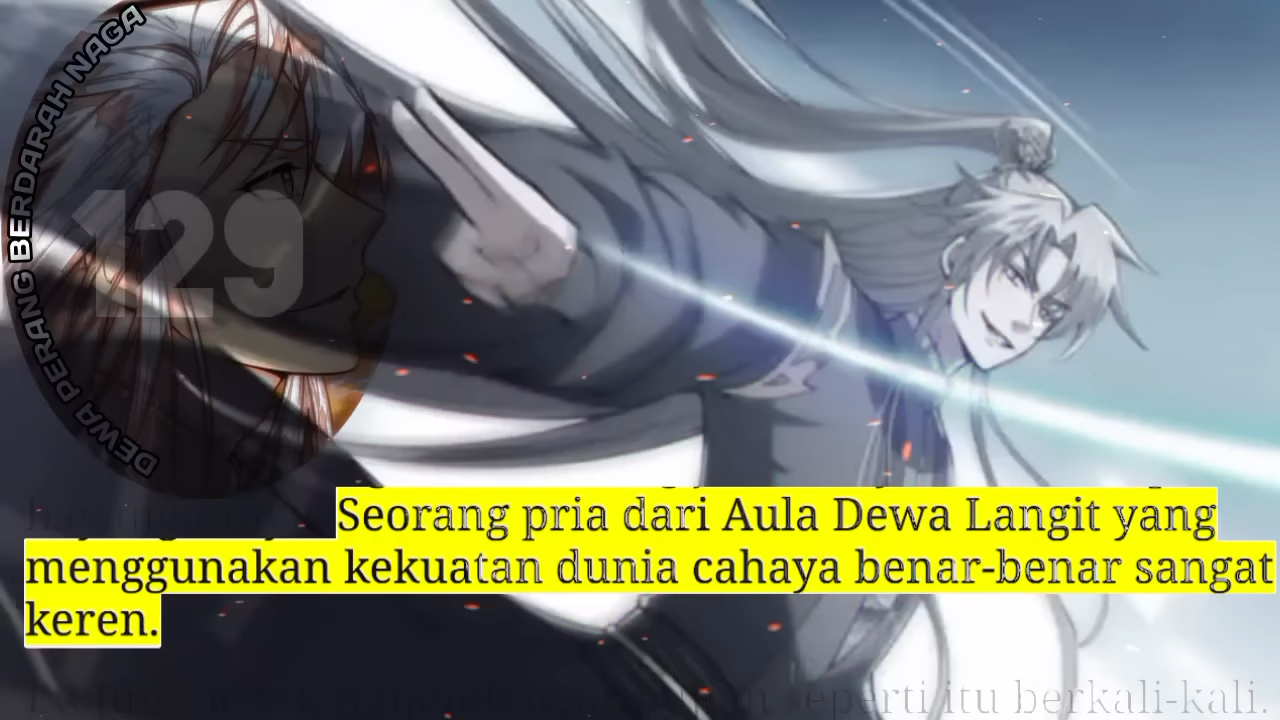 DEWA PERANG BERDARAH NAGA
129
Seorang pria dari Aula Dewa Langit yang
menggunakan kekuatan dunia cahaya benar-benar sangat
keren.
seperti itu berkali-kali.